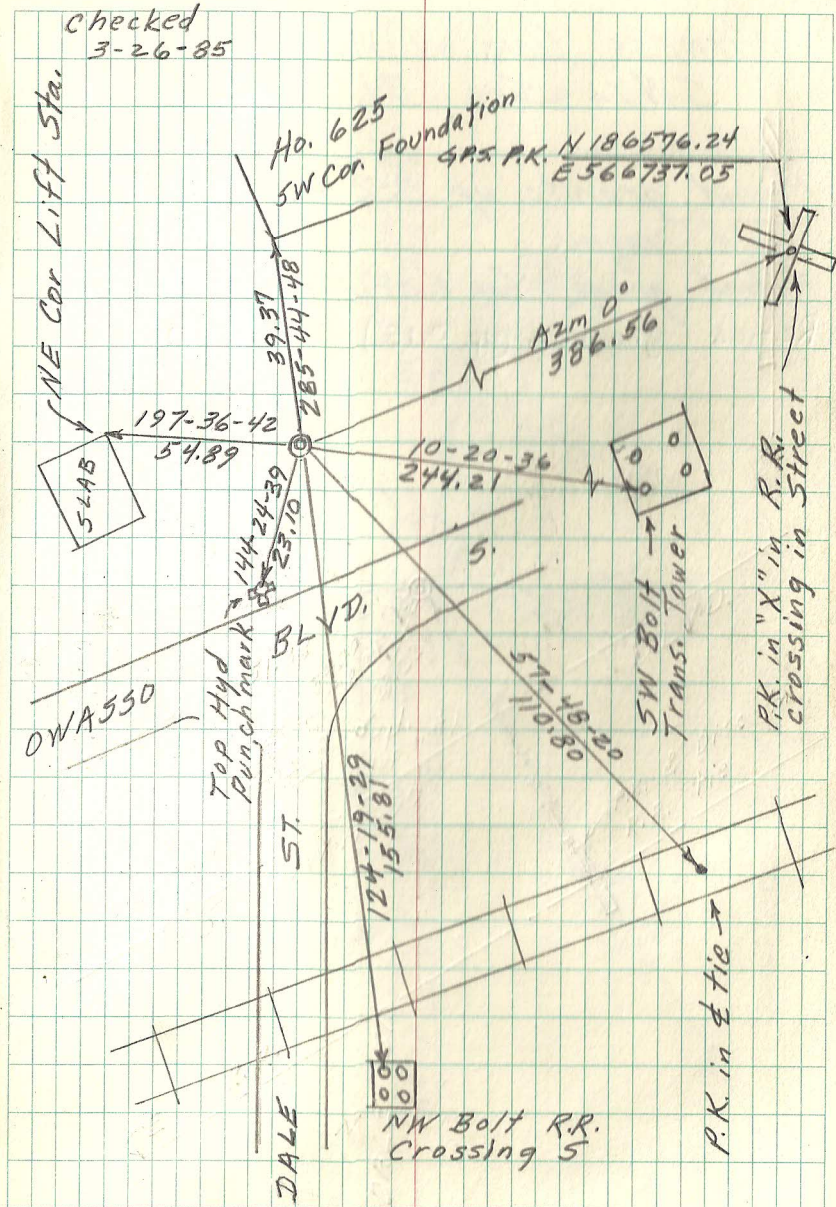 checked
3-26-85
NE Cor Lift Sta.
Ho. 625
SW Cor. Foundation
G.P.S. P.K. N 186576.24
E 566737.05
39.37
285-44-48
Azm 0°
386.56
197-36-42
54.89
SLAB
10-20-36
244.21
144-24-39
23.10
S.
BLVD.
OWASSO
Top Hyd
Punchmark
SW Bolt
Trans. Tower
P.K. in "X" in R.R.
crossing in Street
110.80
124-19-29
155.81
ST.
DALE
NW Bolt R.R.
Crossing S
P.K. in ℄ tie